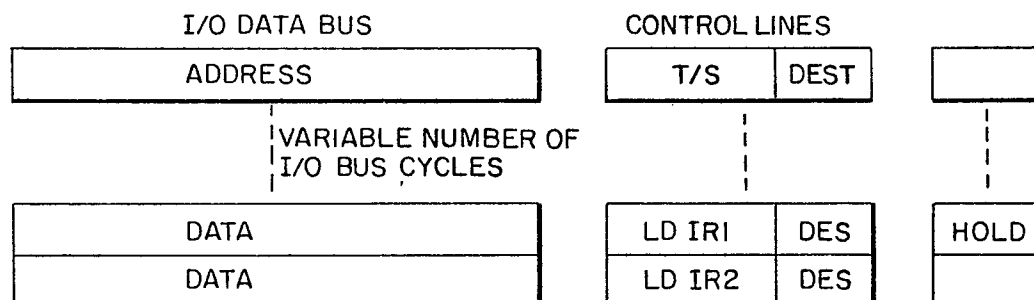 I/O DATA BUS CONTROL LINES
ADDRESS T/S DEST
VARIABLE NUMBER OF
I/O BUS CYCLES
DATA LD IR1 DES HOLD
DATA LD IR2 DES